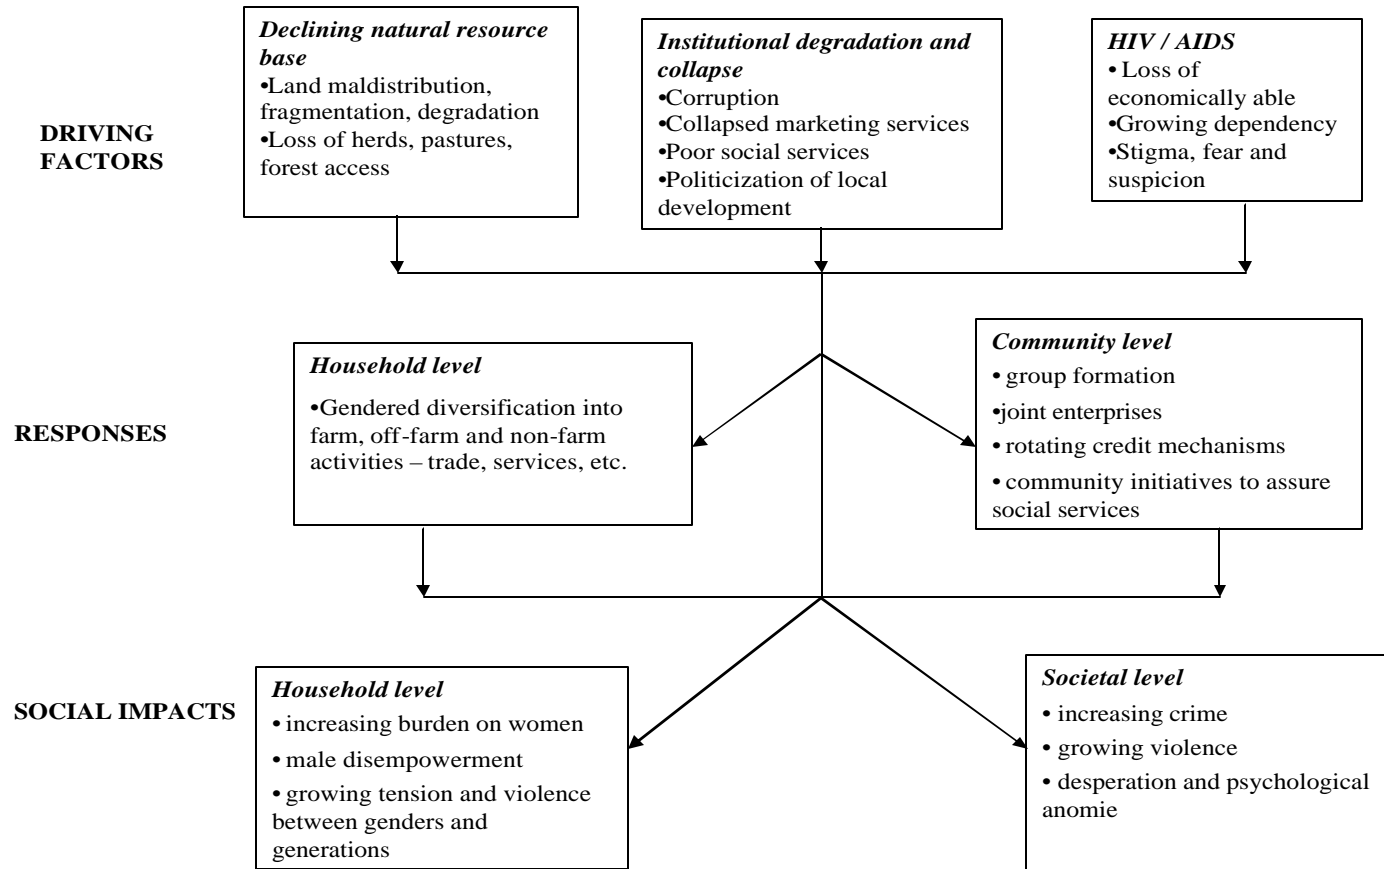 DRIVING
FACTORS
Declining natural resource
base
•Land maldistribution,
fragmentation, degradation
•Loss of herds, pastures,
forest access
Institutional degradation and
collapse
•Corruption
•Collapsed marketing services
•Poor social services
•Politicization of local
development
HIV / AIDS
• Loss of
economically able
•Growing dependency
•Stigma, fear and
suspicion
RESPONSES
Household level
•Gendered diversification into
farm, off-farm and non-farm
activities – trade, services, etc.
Community level
• group formation
•joint enterprises
• rotating credit mechanisms
• community initiatives to assure
social services
SOCIAL IMPACTS
Household level
• increasing burden on women
• male disempowerment
• growing tension and violence
between genders and
generations
Societal level
• increasing crime
• growing violence
• desperation and psychological
anomie